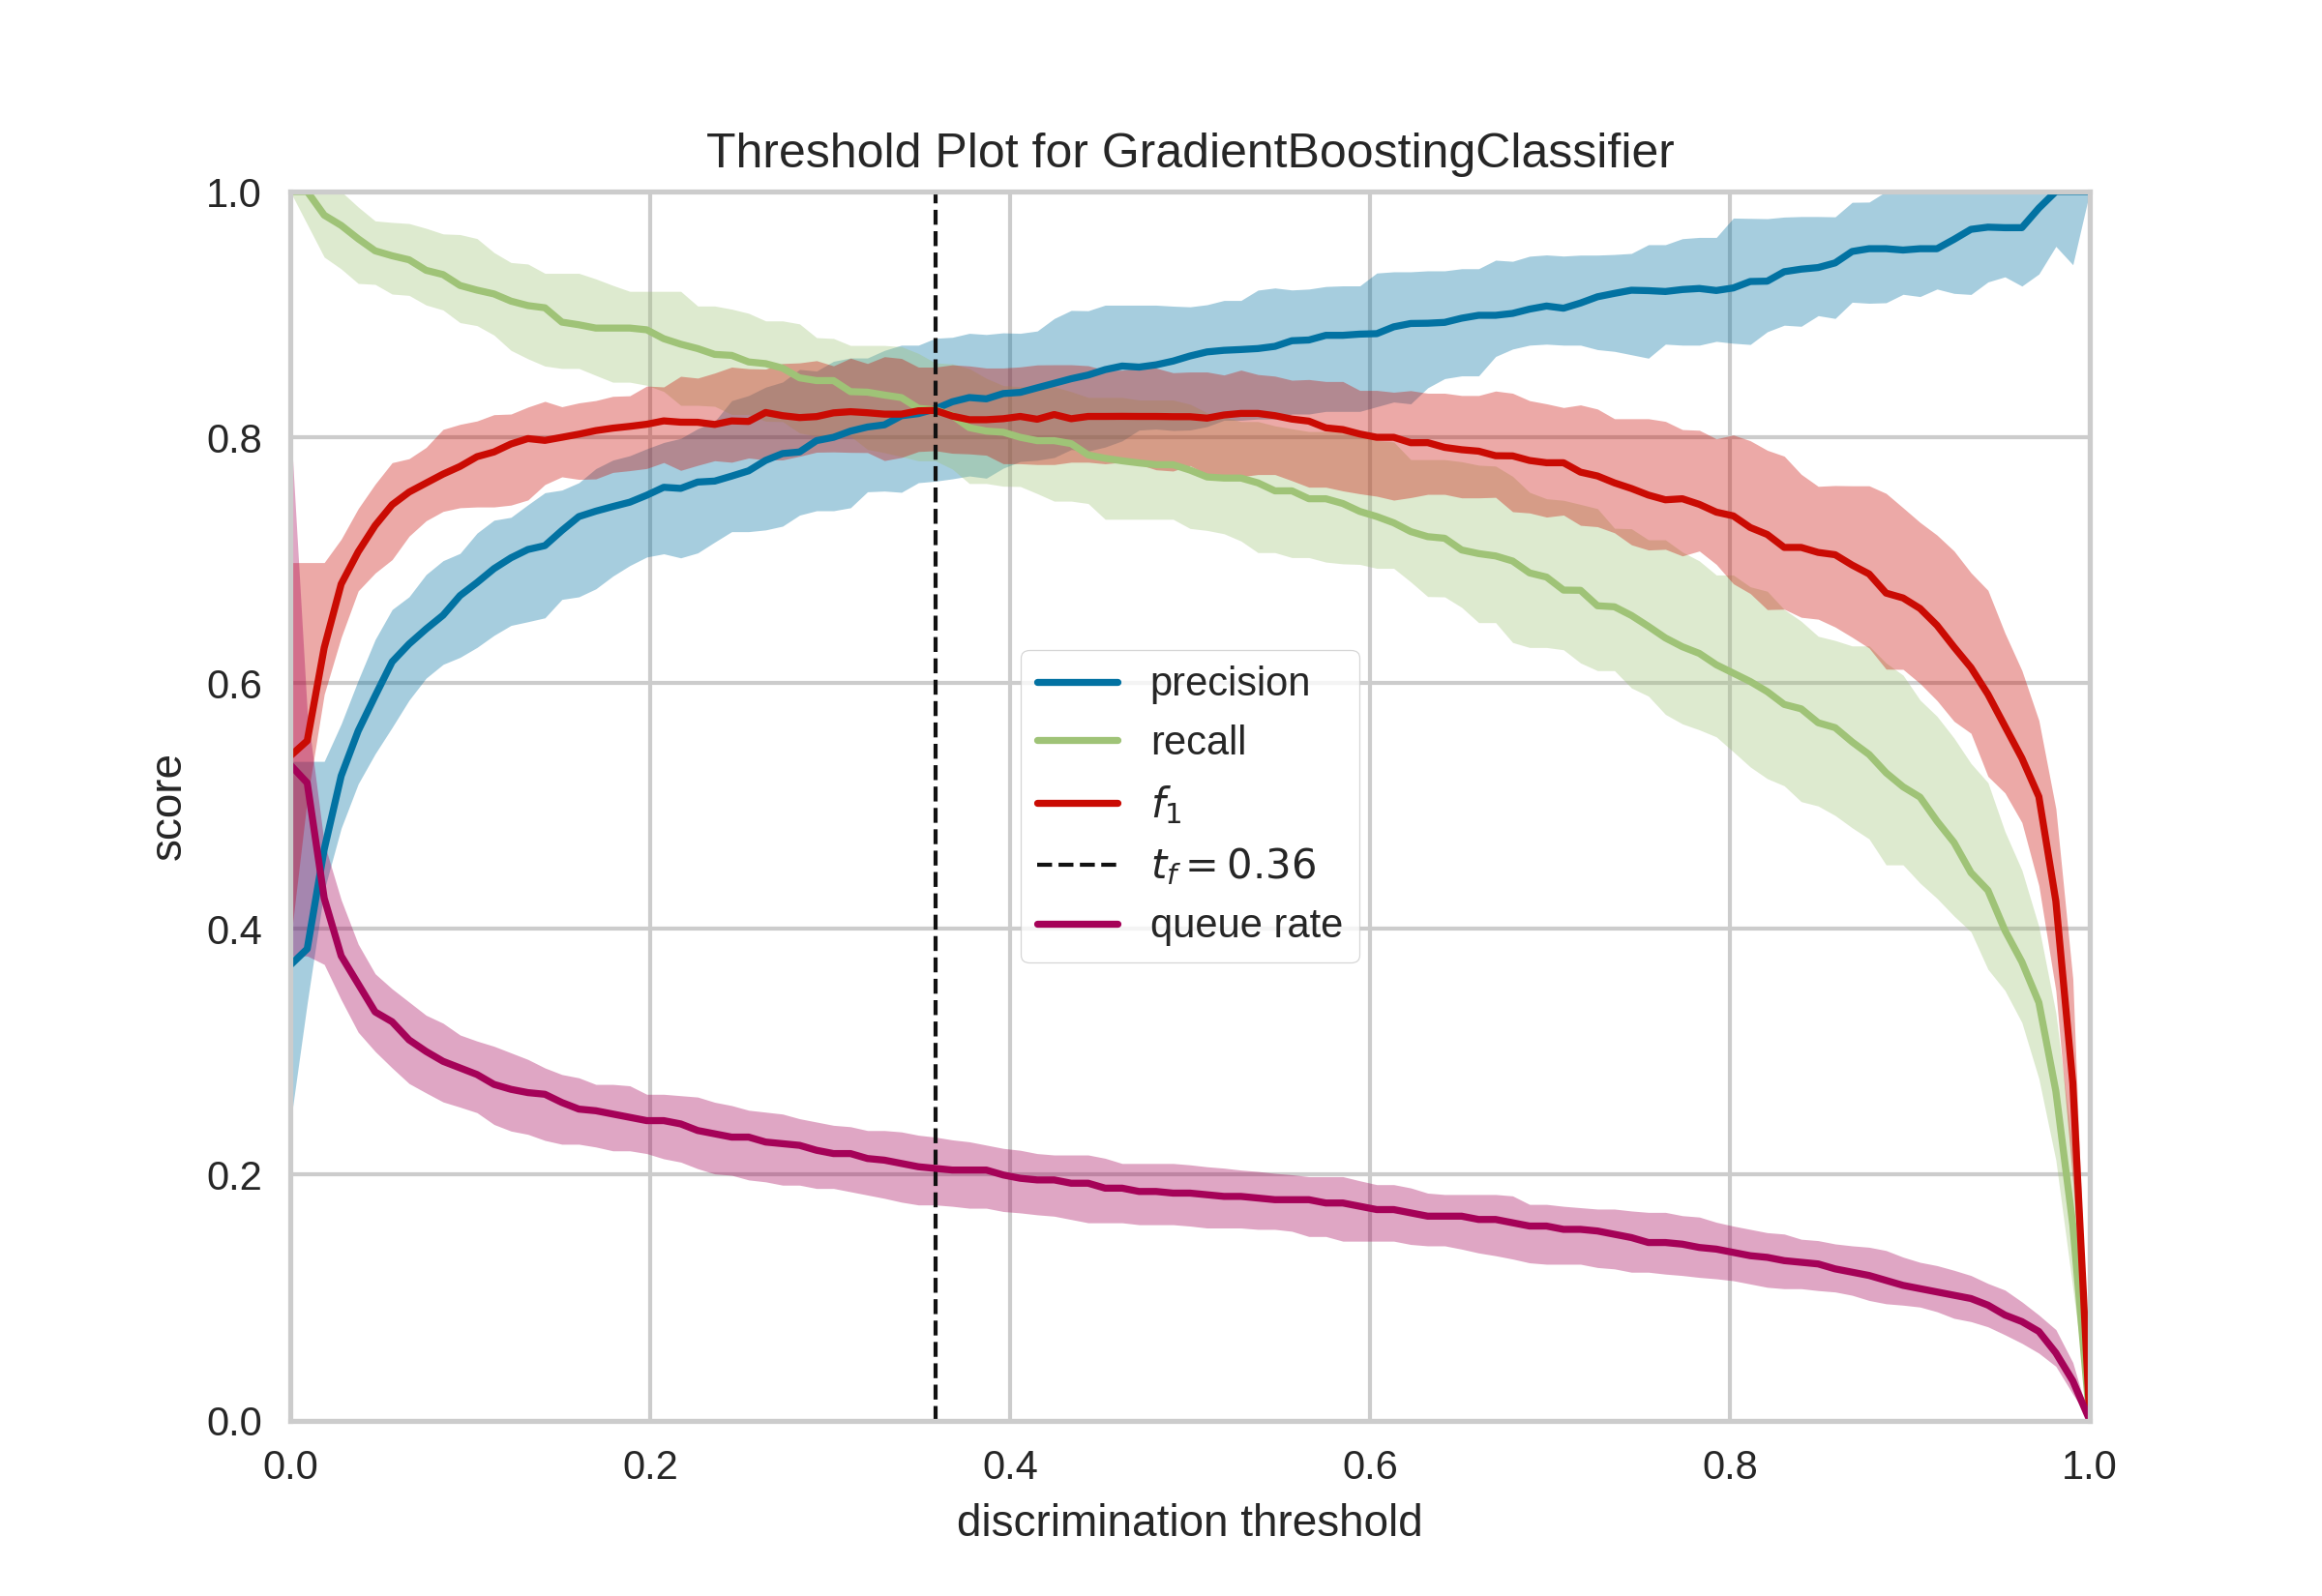 Threshold Plot for GradientBoostingClassifier
1.0
0.8
0.6
0.4
0.2
0.0
score
precision
recall
f₁
t_f = 0.36
queue rate
0.0 0.2 0.4 0.6 0.8 1.0
discrimination threshold